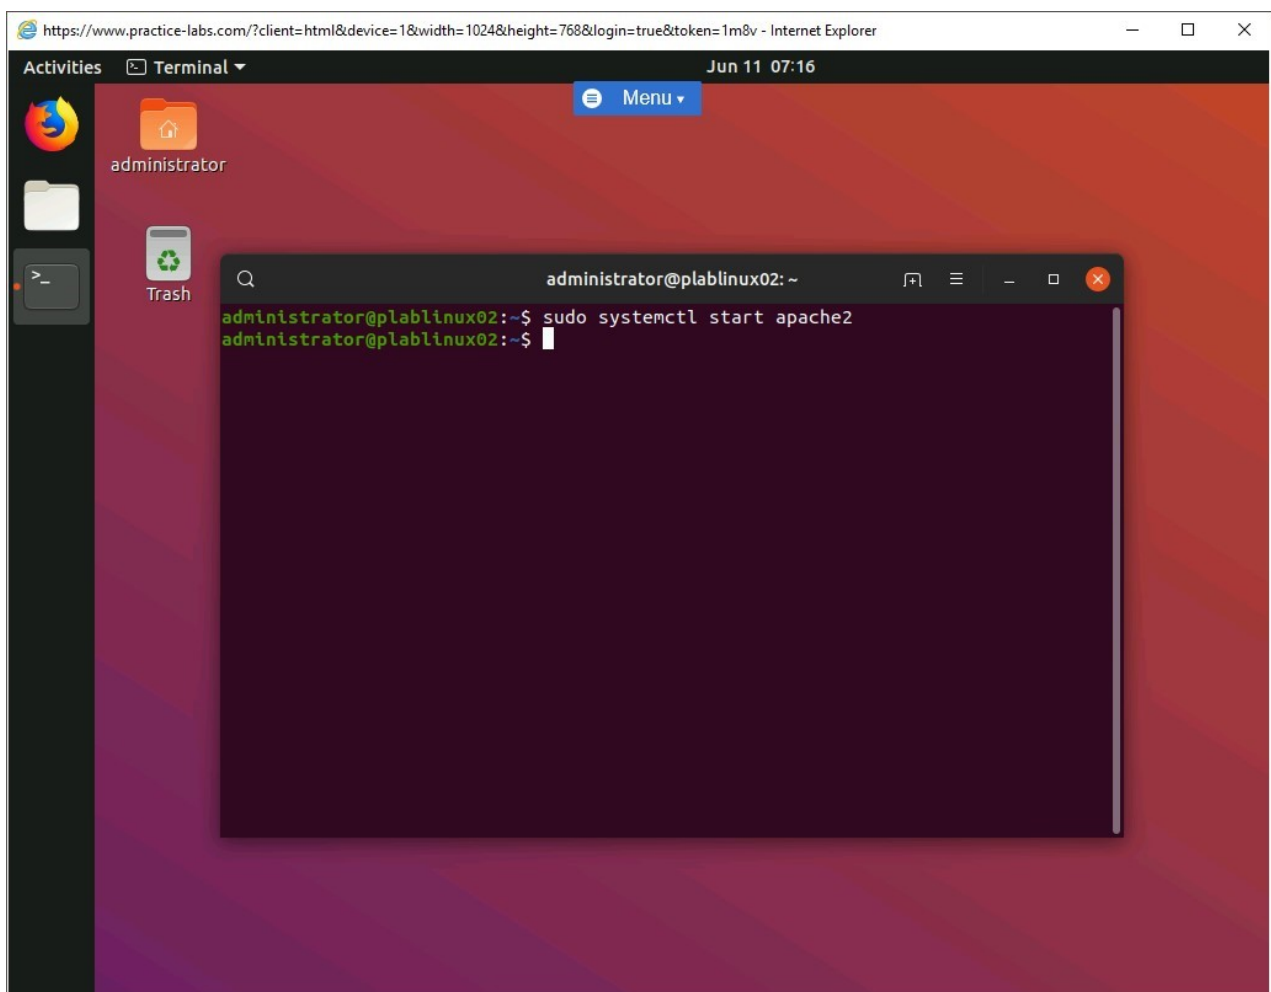 https://www.practice-labs.com/?client=html&device=1&width=1024&height=768&login=true&token=1m8v - Internet Explorer
Activities Terminal Jun 11 07:16
Menu
administrator
Trash
administrator@plablinux02: ~
administrator@plablinux02:~$ sudo systemctl start apache2
administrator@plablinux02:~$